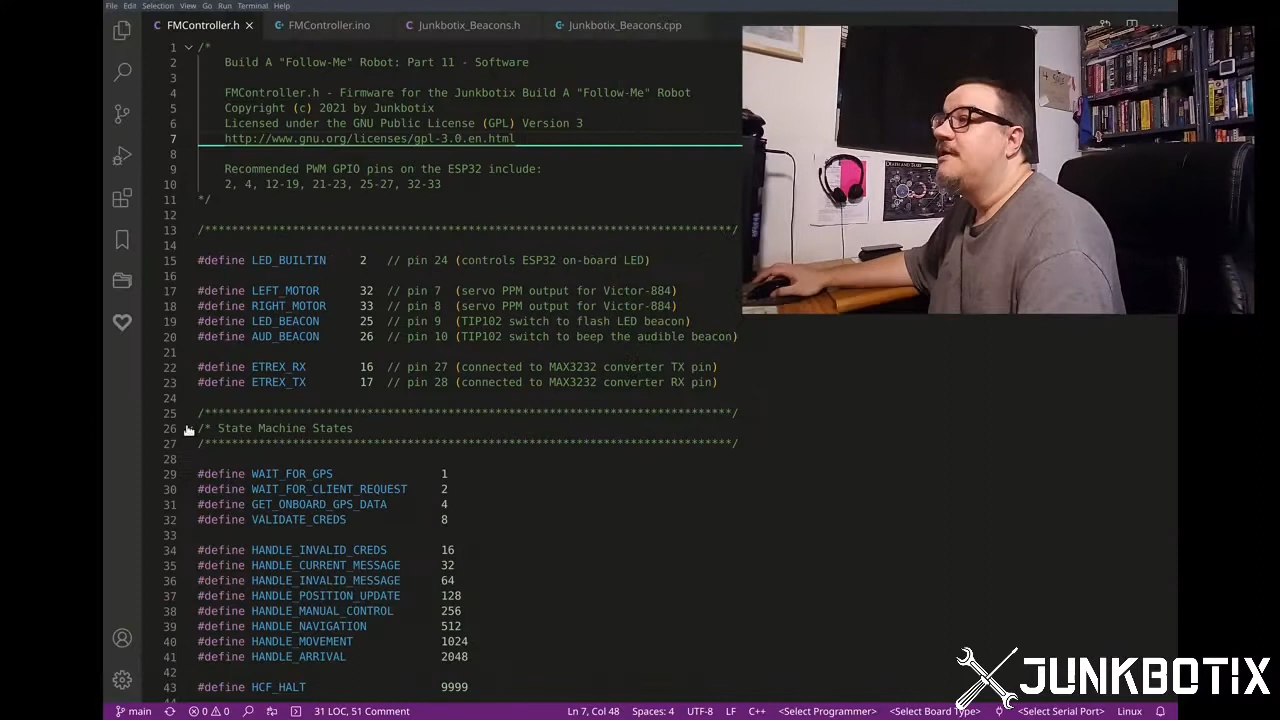 File Edit Selection View Go Run Terminal Help
FMController.h FMController.ino Junkbotix_Beacons.h Junkbotix_Beacons.cpp
1 /*
2 Build A "Follow-Me" Robot: Part 11 - Software
3
4 FMController.h - Firmware for the Junkbotix Build A "Follow-Me" Robot
5 Copyright (c) 2021 by Junkbotix
6 Licensed under the GNU Public License (GPL) Version 3
7 http://www.gnu.org/licenses/gpl-3.0.en.html
8
9 Recommended PWM GPIO pins on the ESP32 include:
10 2, 4, 12-19, 21-23, 25-27, 32-33
11 */
12
13 /******************************************************************************/
14
15 #define LED_BUILTIN 2 // pin 24 (controls ESP32 on-board LED)
16
17 #define LEFT_MOTOR 32 // pin 7 (servo PPM output for Victor-884)
18 #define RIGHT_MOTOR 33 // pin 8 (servo PPM output for Victor-884)
19 #define LED_BEACON 25 // pin 9 (TIP102 switch to flash LED beacon)
20 #define AUD_BEACON 26 // pin 10 (TIP102 switch to beep the audible beacon)
21
22 #define ETREX_RX 16 // pin 27 (connected to MAX3232 converter TX pin)
23 #define ETREX_TX 17 // pin 28 (connected to MAX3232 converter RX pin)
24
25 /******************************************************************************/
26 /* State Machine States
27 /******************************************************************************/
28
29 #define WAIT_FOR_GPS 1
30 #define WAIT_FOR_CLIENT_REQUEST 2
31 #define GET_ONBOARD_GPS_DATA 4
32 #define VALIDATE_CREDS 8
33
34 #define HANDLE_INVALID_CREDS 16
35 #define HANDLE_CURRENT_MESSAGE 32
36 #define HANDLE_INVALID_MESSAGE 64
37 #define HANDLE_POSITION_UPDATE 128
38 #define HANDLE_MANUAL_CONTROL 256
39 #define HANDLE_NAVIGATION 512
40 #define HANDLE_MOVEMENT 1024
41 #define HANDLE_ARRIVAL 2048
42
43 #define HCF_HALT 9999
JUNKBOTIX
main 0 0 31 LOC, 51 Comment Ln 7, Col 48 Spaces: 4 UTF-8 LF C++ <Select Programmer> <Select Board Type> <Select Serial Port> Linux